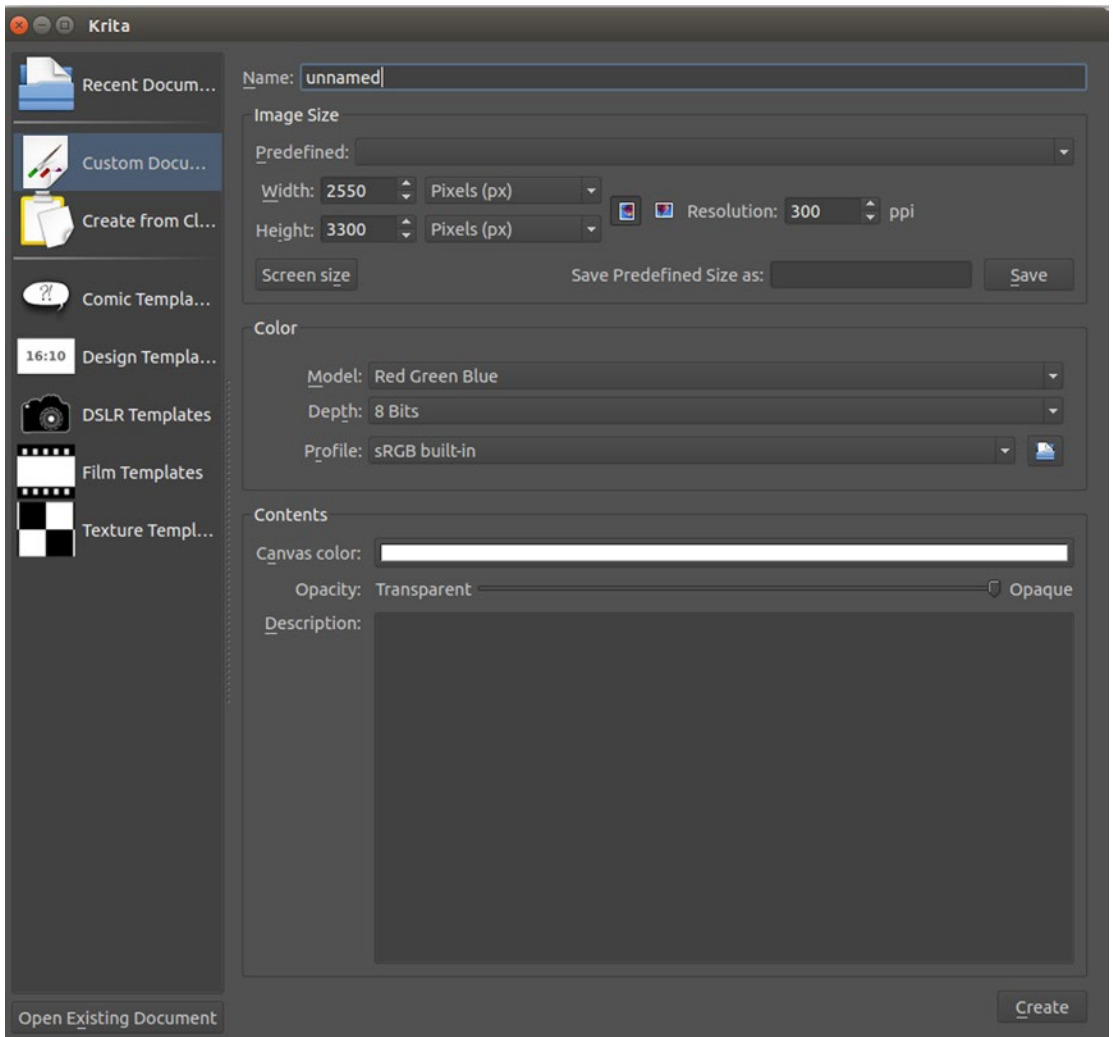 Krita
Recent Docum...
Custom Docu...
Create from Cl...
?!
Comic Templa...
16:10
Design Templa...
DSLR Templates
Film Templates
Texture Templ...
Open Existing Document
Name: unnamed
Image Size
Predefined:
Width: 2550 Pixels (px)
Height: 3300 Pixels (px)
Resolution: 300 ppi
Screen size
Save Predefined Size as:
Save
Color
Model: Red Green Blue
Depth: 8 Bits
Profile: sRGB built-in
Contents
Canvas color:
Opacity: Transparent Opaque
Description:
Create